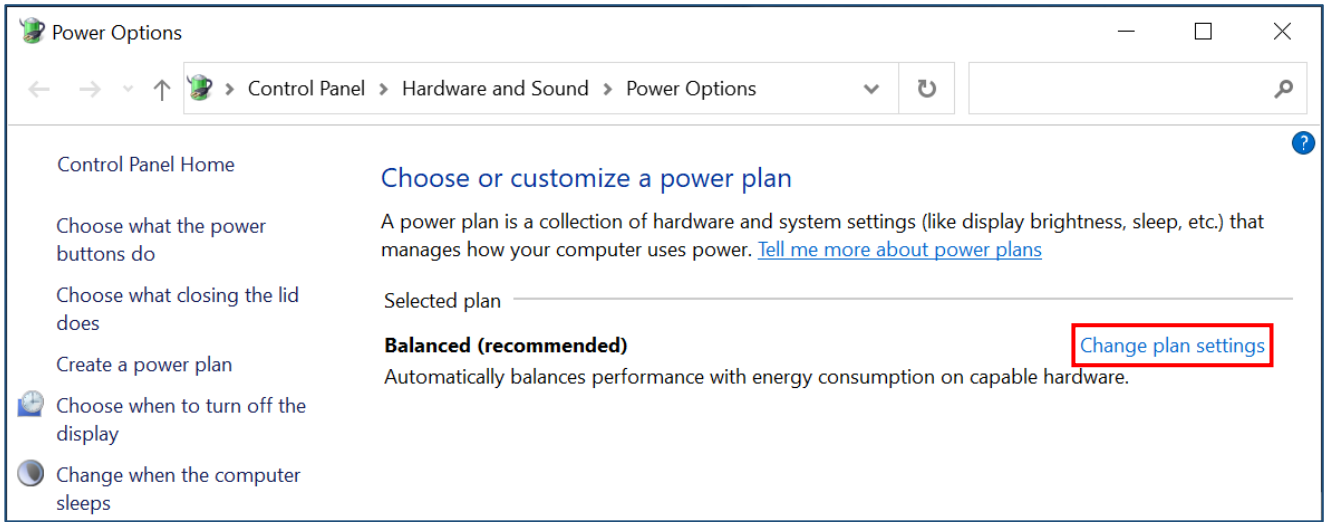 Power Options
Control Panel > Hardware and Sound > Power Options
Control Panel Home
Choose what the power
buttons do
Choose what closing the lid
does
Create a power plan
Choose when to turn off the
display
Change when the computer
sleeps
?
Choose or customize a power plan
A power plan is a collection of hardware and system settings (like display brightness, sleep, etc.) that
manages how your computer uses power. Tell me more about power plans
Selected plan
Balanced (recommended)
Change plan settings
Automatically balances performance with energy consumption on capable hardware.